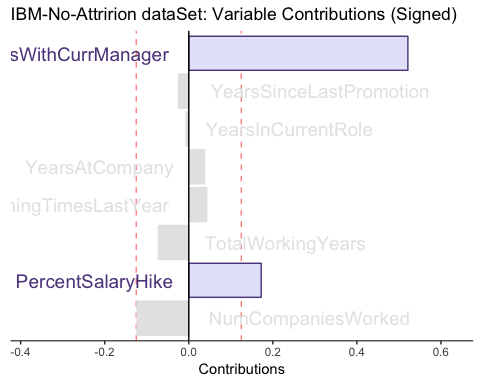 IBM-No-Attririon dataSet: Variable Contributions (Signed)
sWithCurrManager
YearsSinceLastPromotion
YearsInCurrentRole
YearsAtCompany
ningTimesLastYear
TotalWorkingYears
PercentSalaryHike
NumCompaniesWorked
-0.4 -0.2 0.0 0.2 0.4 0.6
Contributions